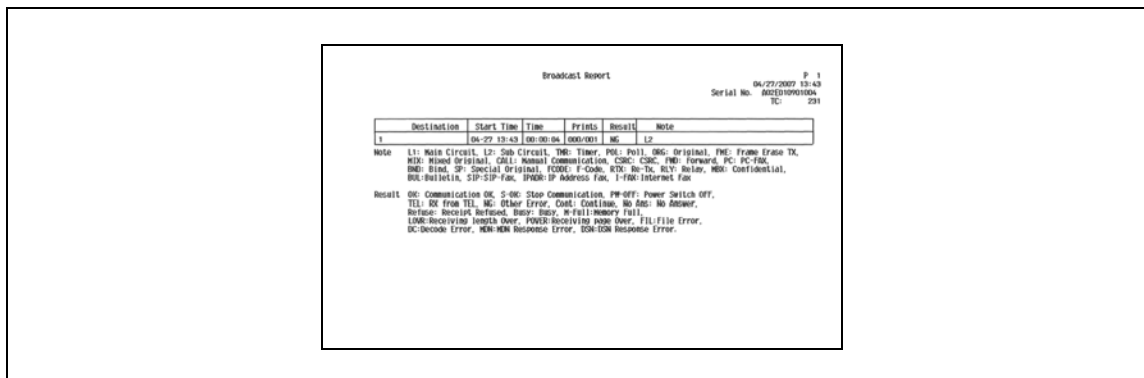 Broadcast Report
P 1
04/27/2007 13:43
Serial No. A02E010901004
TC: 231
Destination Start Time Time Prints Result Note
1 04-27 13:43 00:00:04 000/001 NG L2
Note L1: Main Circuit, L2: Sub Circuit, TMR: Timer, POL: Poll, ORG: Original, FME: Frame Erase TX,
MIX: Mixed Original, CALL: Manual Communication, CSRC: CSRC, FWD: Forward, PC: PC-FAX,
BND: Bind, SP: Special Original, FCODE: F-Code, RTX: Re-Tx, RLY: Relay, MBX: Confidential,
BUL:Bulletin, SIP:SIP-Fax, IPADR:IP Address Fax, I-FAX:Internet Fax
Result OK: Communication OK, S-OK: Stop Communication, PW-OFF: Power Switch OFF,
TEL: RX from TEL, NG: Other Error, Cont: Continue, No Ans: No Answer,
Refuse: Receipt Refused, Busy: Busy, M-Full:Memory Full,
LOVR:Receiving length Over, POVER:Receiving page Over, FIL:File Error,
DC:Decode Error, MDN:MDN Response Error, DSN:DSN Response Error.